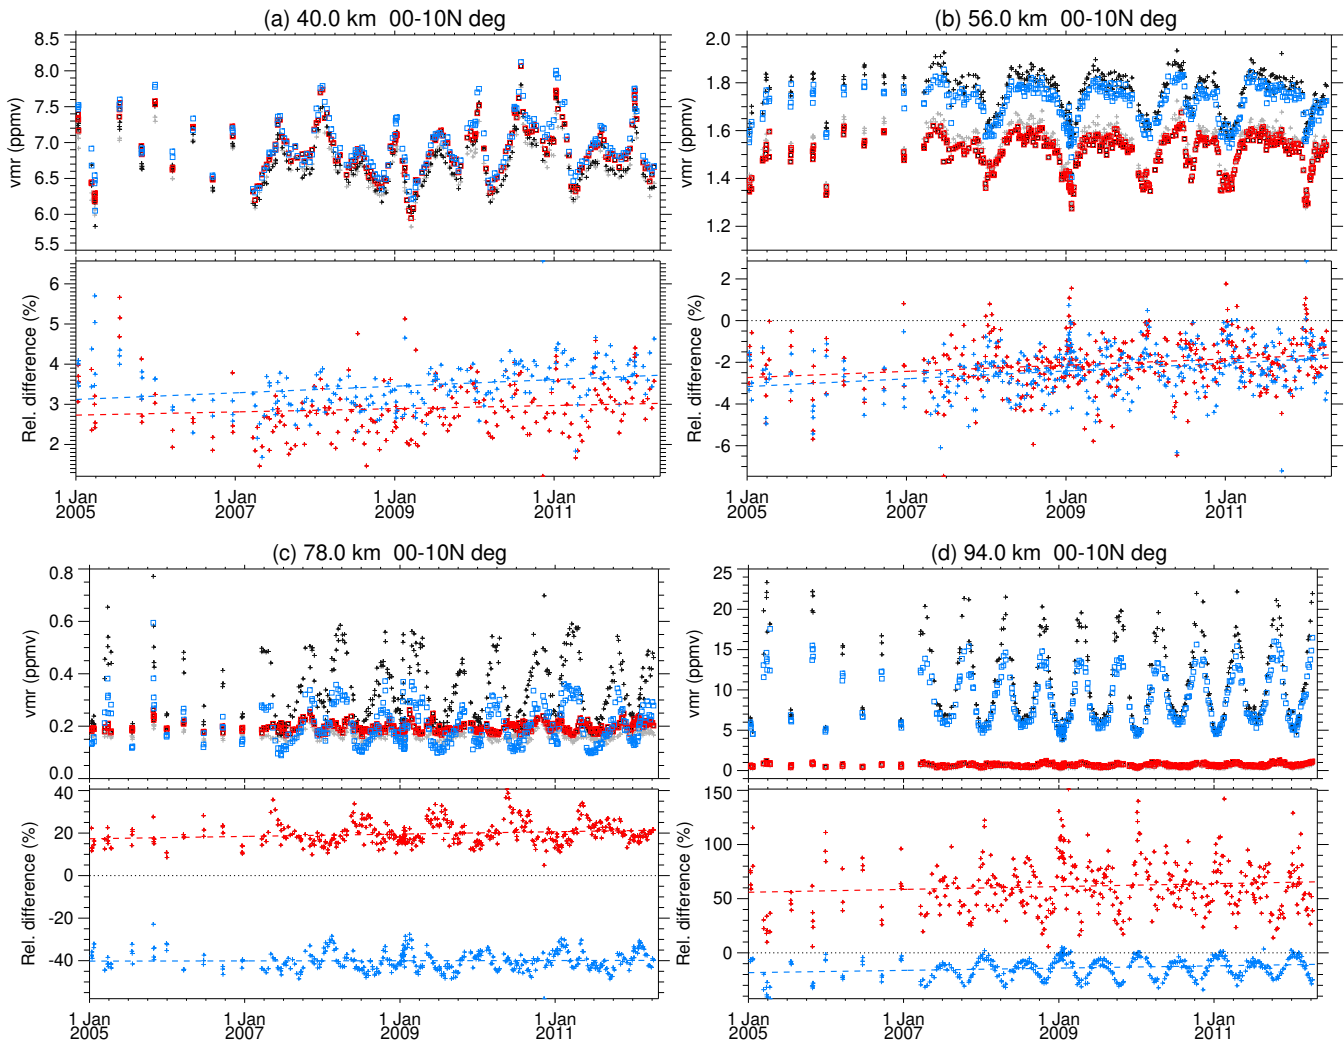 (a) 40.0 km 00-10N deg
8.5
8.0
7.5
7.0
6.5
6.0
5.5
vmr (ppmv)
6
5
4
3
2
Rel. difference (%)
1 Jan 2005
1 Jan 2007
1 Jan 2009
1 Jan 2011
(b) 56.0 km 00-10N deg
2.0
1.8
1.6
1.4
1.2
vmr (ppmv)
2
0
-2
-4
-6
Rel. difference (%)
1 Jan 2005
1 Jan 2007
1 Jan 2009
1 Jan 2011
(c) 78.0 km 00-10N deg
0.8
0.6
0.4
0.2
0.0
vmr (ppmv)
40
20
0
-20
-40
Rel. difference (%)
1 Jan 2005
1 Jan 2007
1 Jan 2009
1 Jan 2011
(d) 94.0 km 00-10N deg
25
20
15
10
5
0
vmr (ppmv)
150
100
50
0
Rel. difference (%)
1 Jan 2005
1 Jan 2007
1 Jan 2009
1 Jan 2011